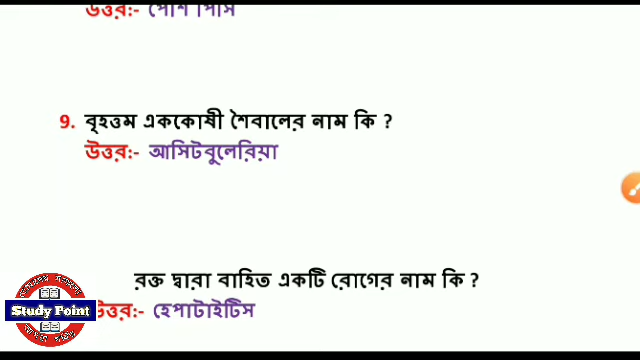 উত্তর:-
9. বৃহত্তম এককোষী শৈবালের নাম কি ?
উত্তর:- আসিটবুলেরিয়া
রক্ত দ্বারা বাহিত একটি রোগের নাম কি ?
উত্তর:- হেপাটাইটিস
Study Point